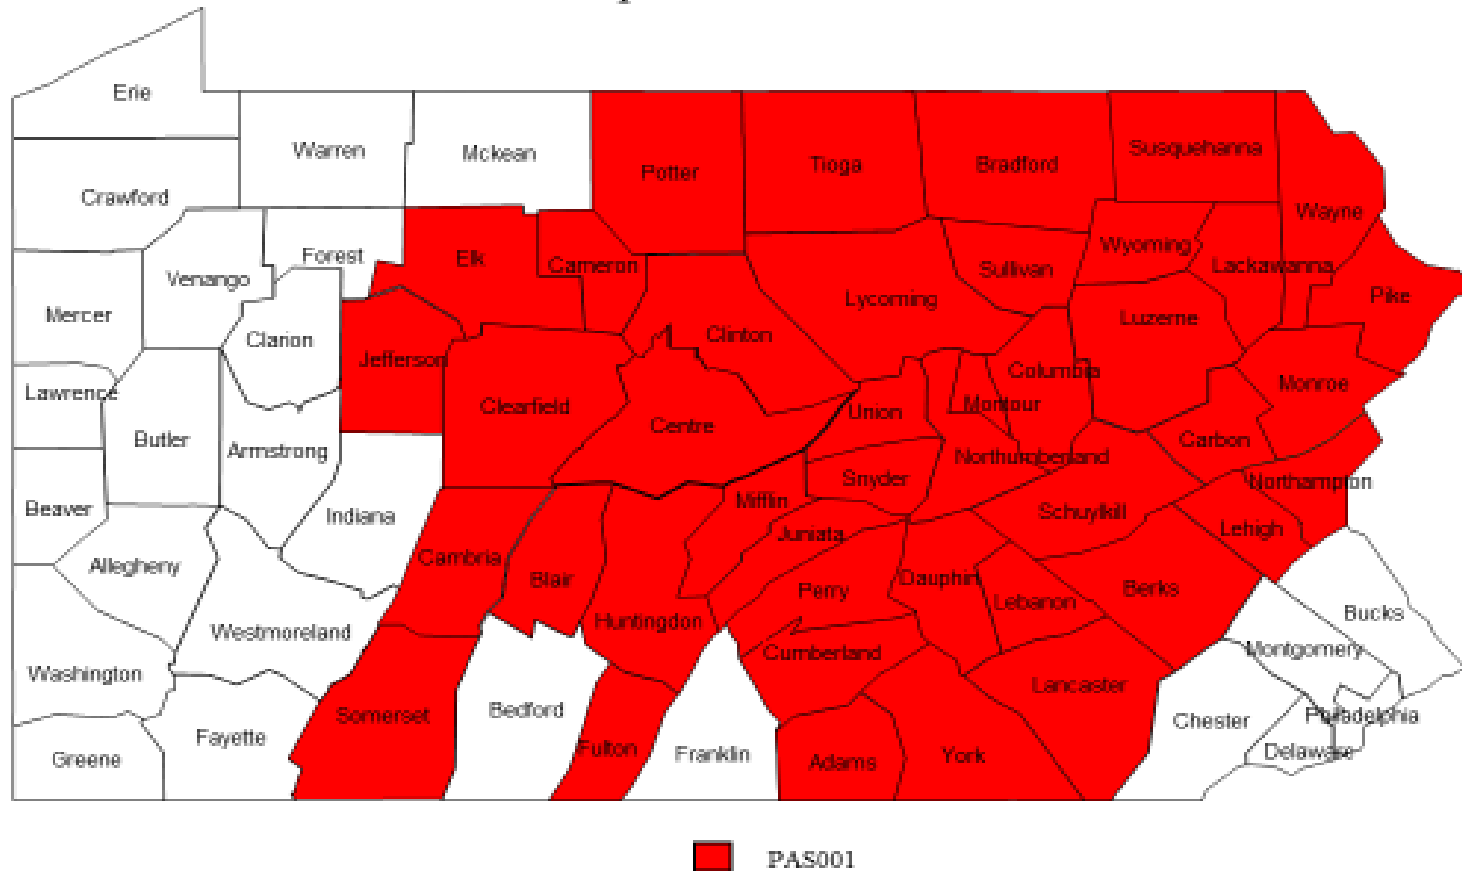 Erie
Warren
Mckean
Potter
Tioga
Bradford
Susquehanna
Crawford
Wayne
Forest
Elk
Cameron
Wyoming
Lackawanna
Venango
Sullivan
Pike
Mercer
Lycoming
Luzerne
Clarion
Clinton
Jefferson
Columbia
Monroe
Lawrence
Clearfield
Montour
Union
Centre
Butler
Carbon
Armstrong
Northumberland
Snyder
Northampton
Mifflin
Beaver
Indiana
Schuylkill
Lehigh
Juniata
Cambria
Allegheny
Blair
Dauphin
Perry
Berks
Lebanon
Bucks
Huntingdon
Westmoreland
Cumberland
Montgomery
Washington
Lancaster
Somerset
Bedford
Philadelphia
Chester
Fayette
Fulton
Franklin
York
Delaware
Greene
Adams
PAS001